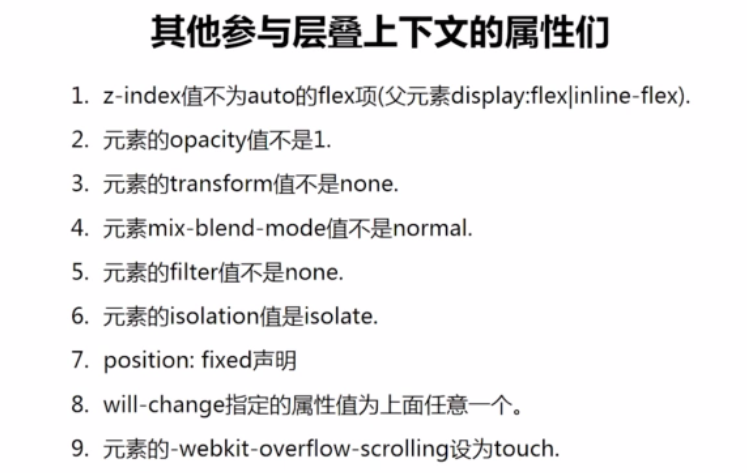 其他参与层叠上下文的属性们
1. z-index值不为auto的flex项(父元素display:flex|inline-flex).
2. 元素的opacity值不是1.
3. 元素的transform值不是none.
4. 元素mix-blend-mode值不是normal.
5. 元素的filter值不是none.
6. 元素的isolation值是isolate.
7. position: fixed声明
8. will-change指定的属性值为上面任意一个。
9. 元素的-webkit-overflow-scrolling设为touch.